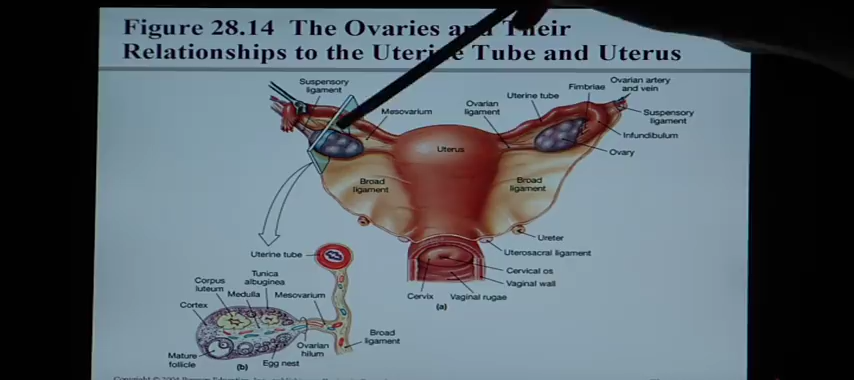 Figure 28.14 The Ovaries and Their
Relationships to the Uterine Tube and Uterus
Suspensory
ligament
Mesovarium
Ovarian
ligament
Uterine tube
Fimbriae
Ovarian artery
and vein
Suspensory
ligament
Infundibulum
Ovary
Uterus
Broad
ligament
Broad
ligament
Ureter
Uterosacral ligament
Cervical os
Vaginal wall
Cervix
Vaginal rugae
(a)
Uterine tube
Tunica
albuginea
Corpus
luteum
Medulla
Mesovarium
Cortex
Mature
follicle
(b)
Egg nest
Ovarian
hilum
Broad
ligament